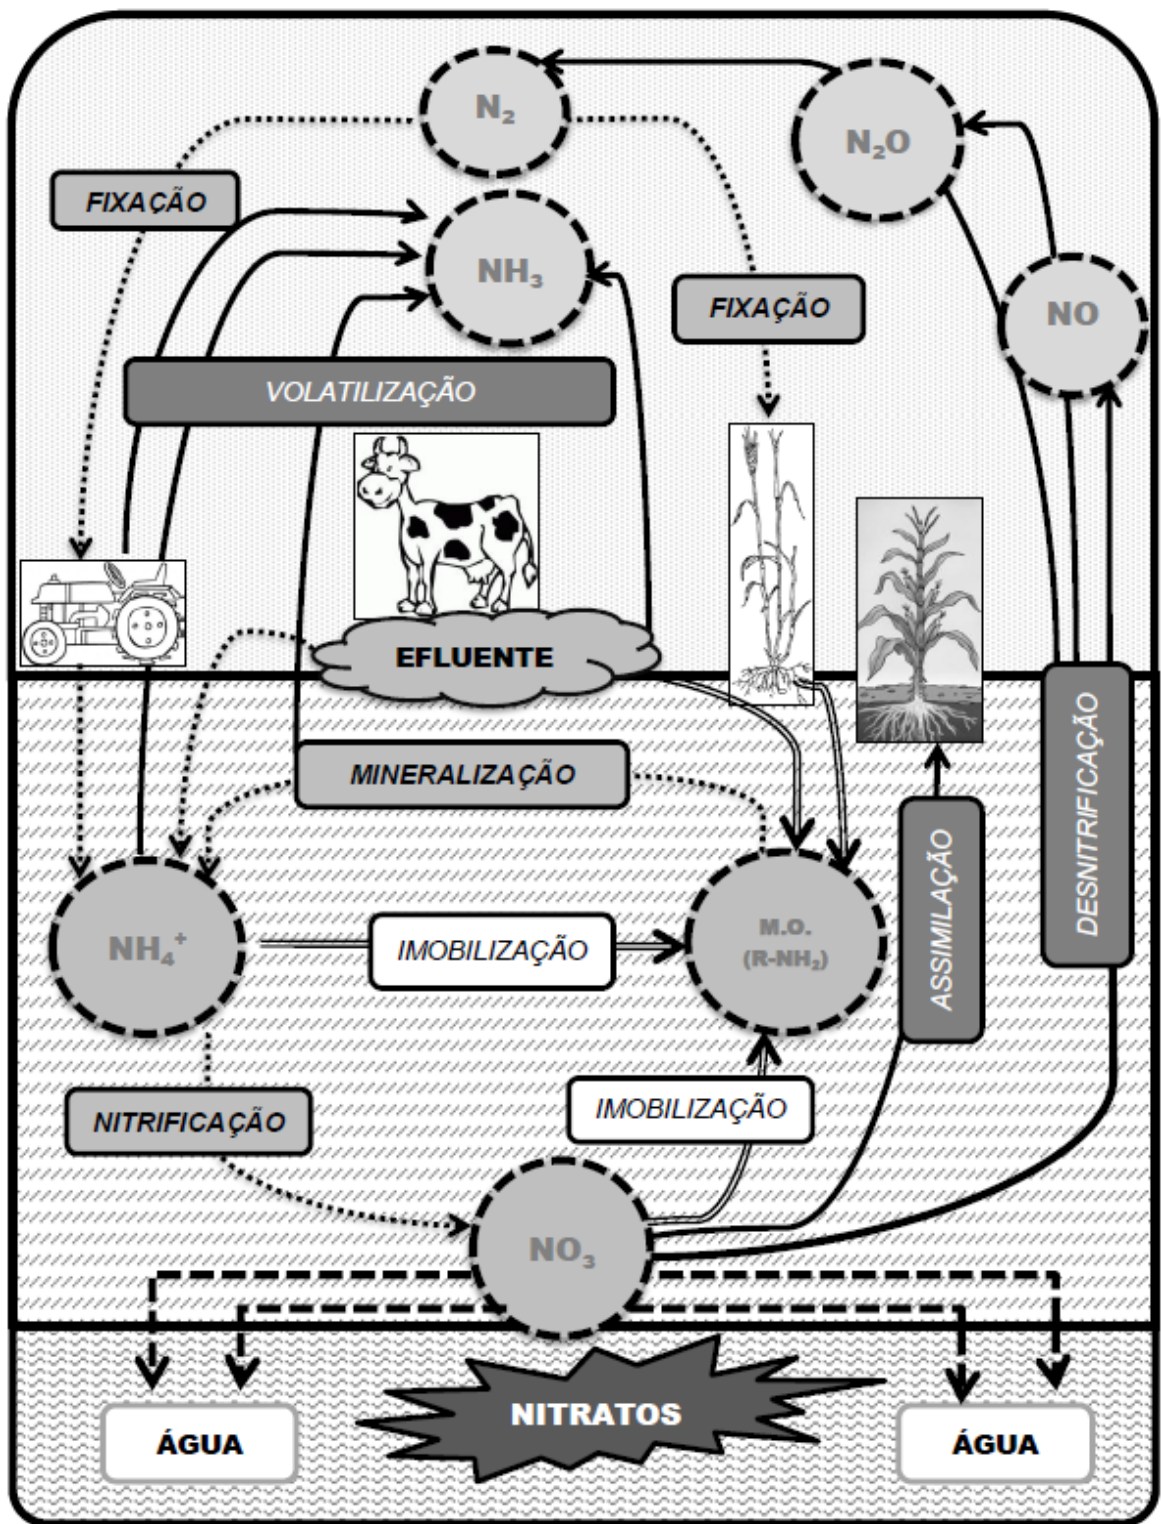 N₂
N₂O
FIXAÇÃO
NH₃
FIXAÇÃO
NO
VOLATILIZAÇÃO
EFLUENTE
MINERALIZAÇÃO
DESNITRIFICAÇÃO
ASSIMILAÇÃO
NH₄⁺
IMOBILIZAÇÃO
M.O.
(R-NH₂)
NITRIFICAÇÃO
IMOBILIZAÇÃO
NO₃
NITRATOS
ÁGUA
ÁGUA